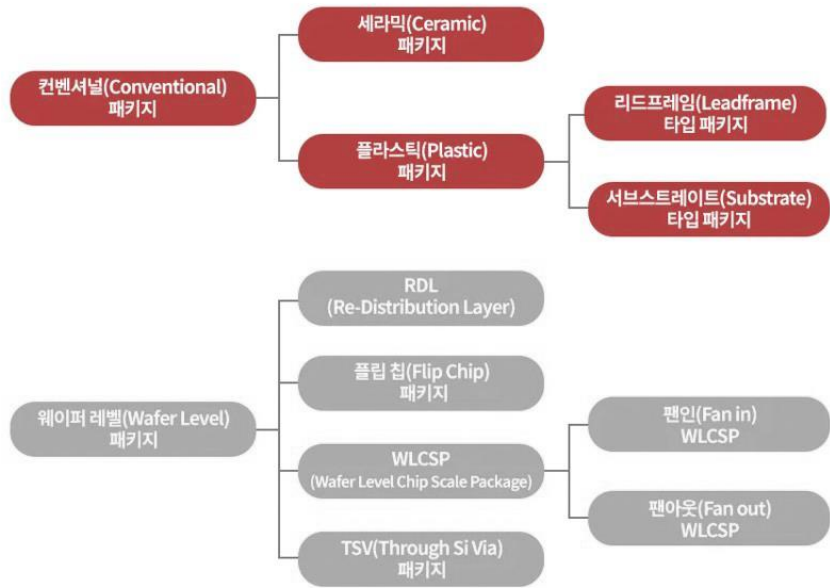 세라믹(Ceramic)
패키지
컨벤셔널(Conventional)
패키지
리드프레임(Leadframe)
타입 패키지
플라스틱(Plastic)
패키지
서브스트레이트(Substrate)
타입 패키지
RDL
(Re-Distribution Layer)
플립 칩(Flip Chip)
패키지
웨이퍼 레벨(Wafer Level)
패키지
팬인(Fan in)
WLCSP
WLCSP
(Wafer Level Chip Scale Package)
팬아웃(Fan out)
WLCSP
TSV(Through Si Via)
패키지